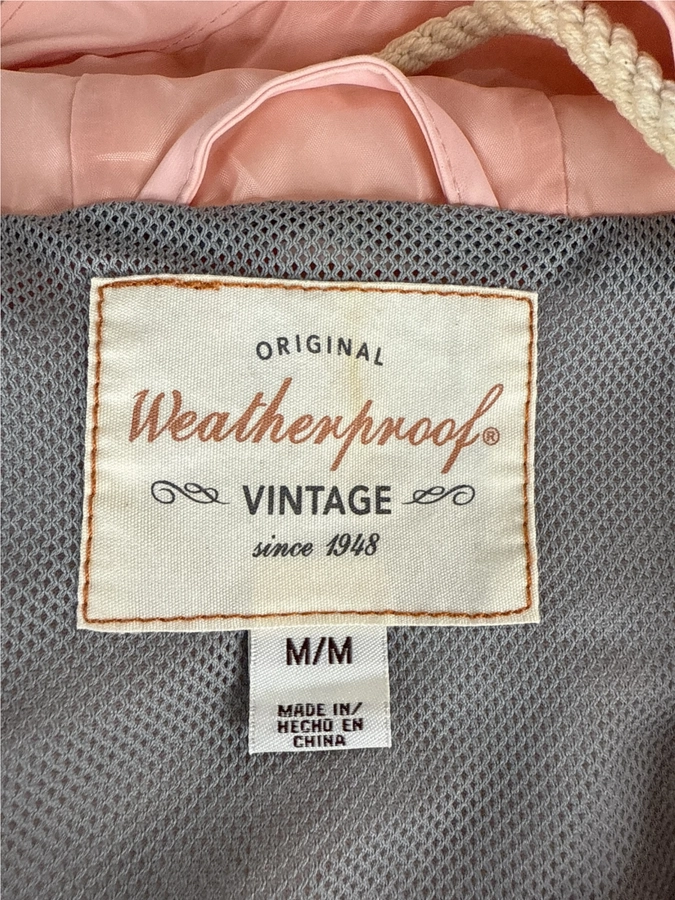 ORIGINAL
Weatherproof®
VINTAGE
since 1948
M/M
MADE IN/
HECHO EN
CHINA